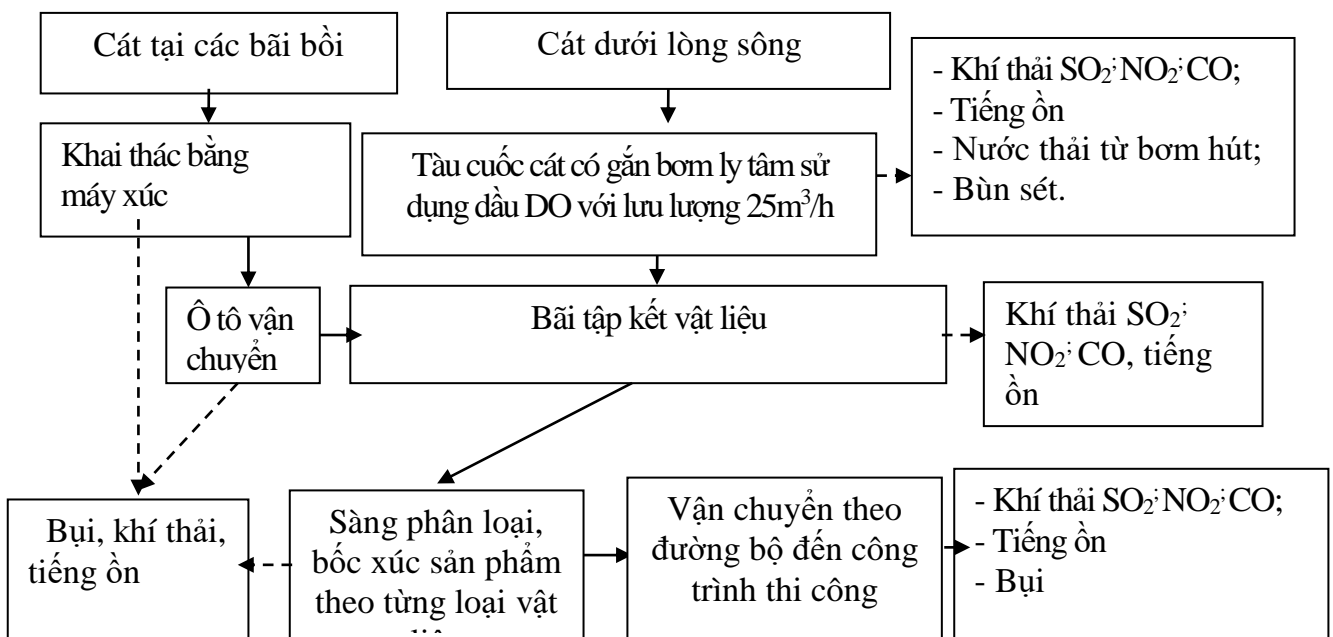 Cát tại các bãi bồi
Cát dưới lòng sông
- Khí thải SO₂; NO₂; CO;
- Tiếng ồn
- Nước thải từ bơm hút;
- Bùn sét.
Khai thác bằng
máy xúc
Tàu cuốc cát có gắn bơm ly tâm sử
dụng dầu DO với lưu lượng 25m³/h
Ô tô vận
chuyển
Bãi tập kết vật liệu
Khí thải SO₂;
NO₂; CO, tiếng
ồn
Bụi, khí thải,
tiếng ồn
Sàng phân loại,
bốc xúc sản phẩm
theo từng loại vật
Vận chuyển theo
đường bộ đến công
trình thi công
- Khí thải SO₂; NO₂; CO;
- Tiếng ồn
- Bụi